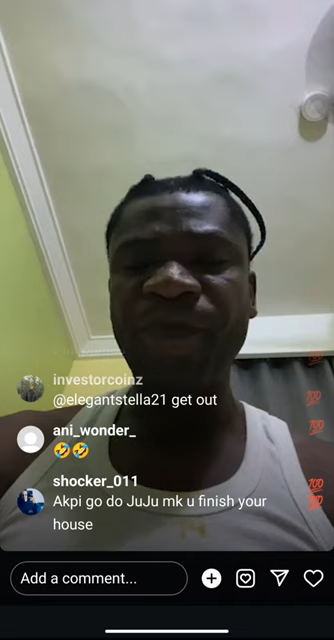 investorcoinz
@elegantstella21 get out
ani_wonder_
🤣🤣
shocker_011
Akpi go do JuJu mk u finish your
house
💯
💯
💯
💯
💯
Add a comment...